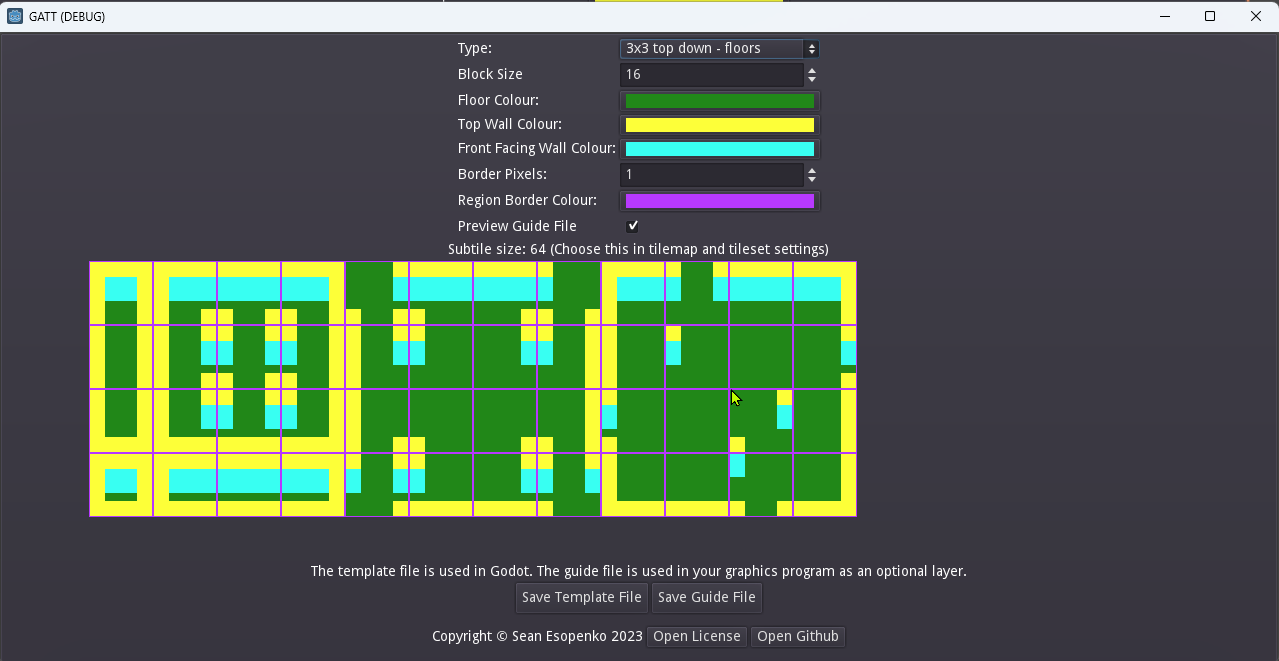 GATT (DEBUG)
Type: 3x3 top down - floors
Block Size 16
Floor Colour:
Top Wall Colour:
Front Facing Wall Colour:
Border Pixels: 1
Region Border Colour:
Preview Guide File
Subtile size: 64 (Choose this in tilemap and tileset settings)
The template file is used in Godot. The guide file is used in your graphics program as an optional layer.
Save Template File Save Guide File
Copyright © Sean Esopenko 2023 Open License Open Github